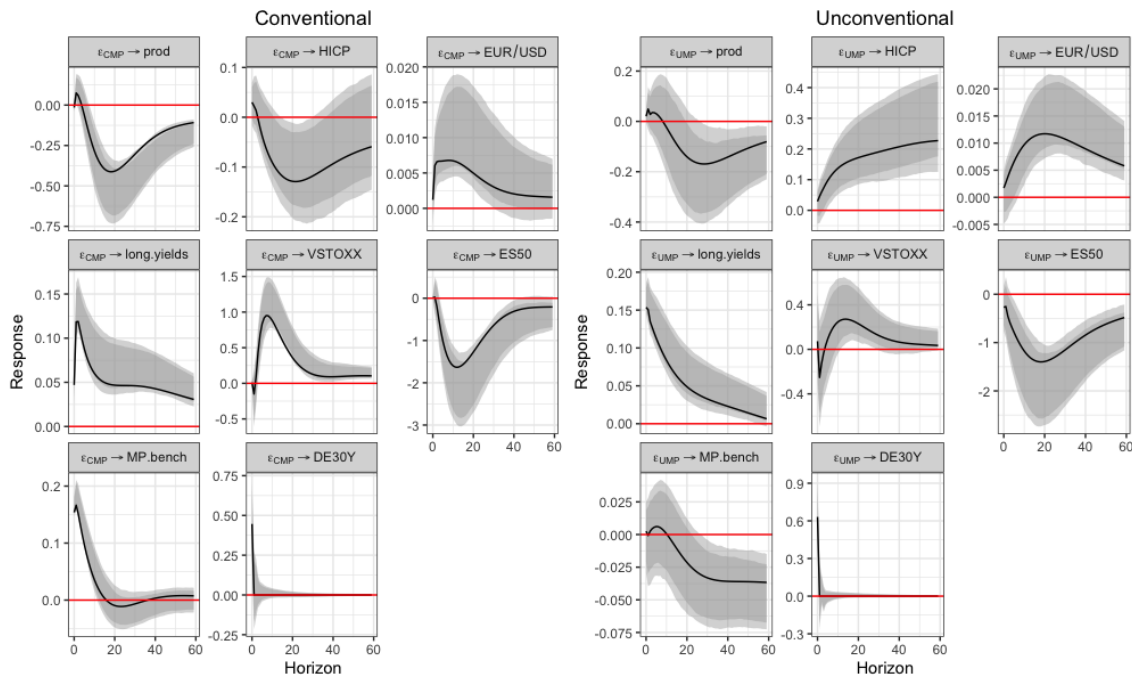 Conventional
Unconventional
εCMP → prod
εCMP → HICP
εCMP → EUR/USD
εUMP → prod
εUMP → HICP
εUMP → EUR/USD
0.00
-0.25
-0.50
-0.75
0.1
0.0
-0.1
-0.2
0.020
0.015
0.010
0.005
0.000
0.2
0.0
-0.2
-0.4
0.4
0.3
0.2
0.1
0.0
0.020
0.015
0.010
0.005
0.000
-0.005
εCMP → long.yields
εCMP → VSTOXX
εCMP → ES50
εUMP → long.yields
εUMP → VSTOXX
εUMP → ES50
Response
0.15
0.10
0.05
0.00
1.5
1.0
0.5
0.0
-0.5
0
-1
-2
-3
0 20 40 60
Response
0.20
0.15
0.10
0.05
0.00
0.4
0.0
-0.4
0
-1
-2
0 20 40 60
εCMP → MP.bench
εCMP → DE30Y
εUMP → MP.bench
εUMP → DE30Y
0.2
0.1
0.0
0.75
0.50
0.25
0.00
-0.25
0.025
0.000
-0.025
-0.050
-0.075
0.9
0.6
0.3
0.0
-0.3
0 20 40 60
0 20 40 60
0 20 40 60
0 20 40 60
Horizon
Horizon